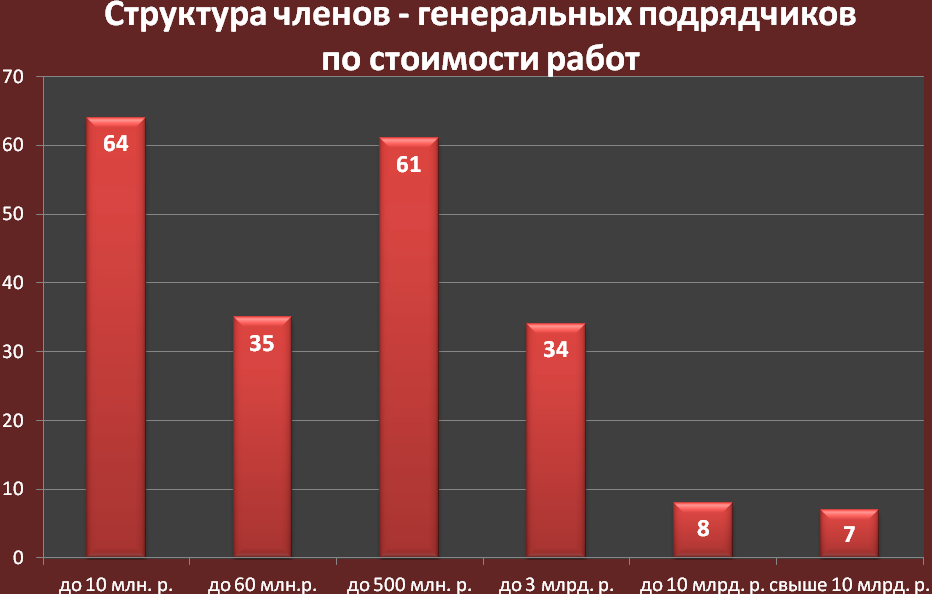 Структура членов - генеральных подрядчиков
по стоимости работ
70
60
50
40
30
20
10
0
64
35
61
34
8
7
до 10 млн. р.
до 60 млн.р.
до 500 млн. р.
до 3 млрд. р.
до 10 млрд. р.
свыше 10 млрд. р.